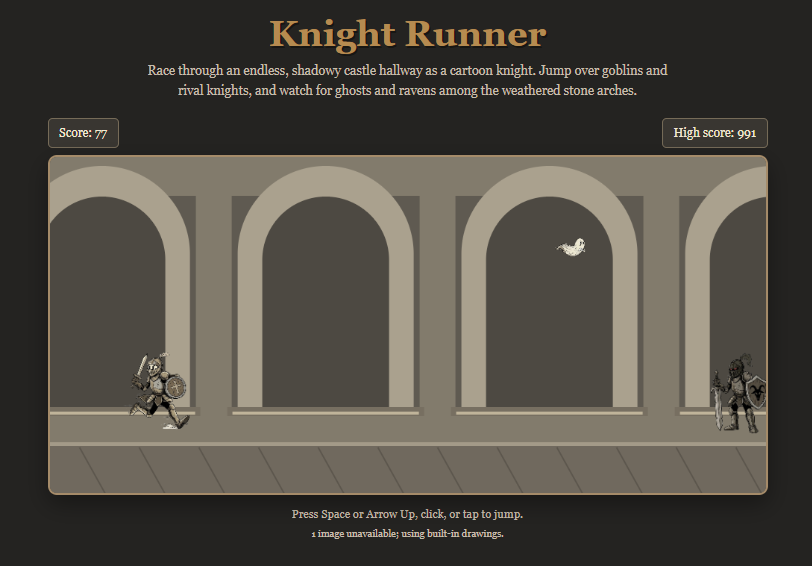 Knight Runner
Race through an endless, shadowy castle hallway as a cartoon knight. Jump over goblins and
rival knights, and watch for ghosts and ravens among the weathered stone arches.
Score: 77
High score: 991
Press Space or Arrow Up, click, or tap to jump.
1 image unavailable; using built-in drawings.